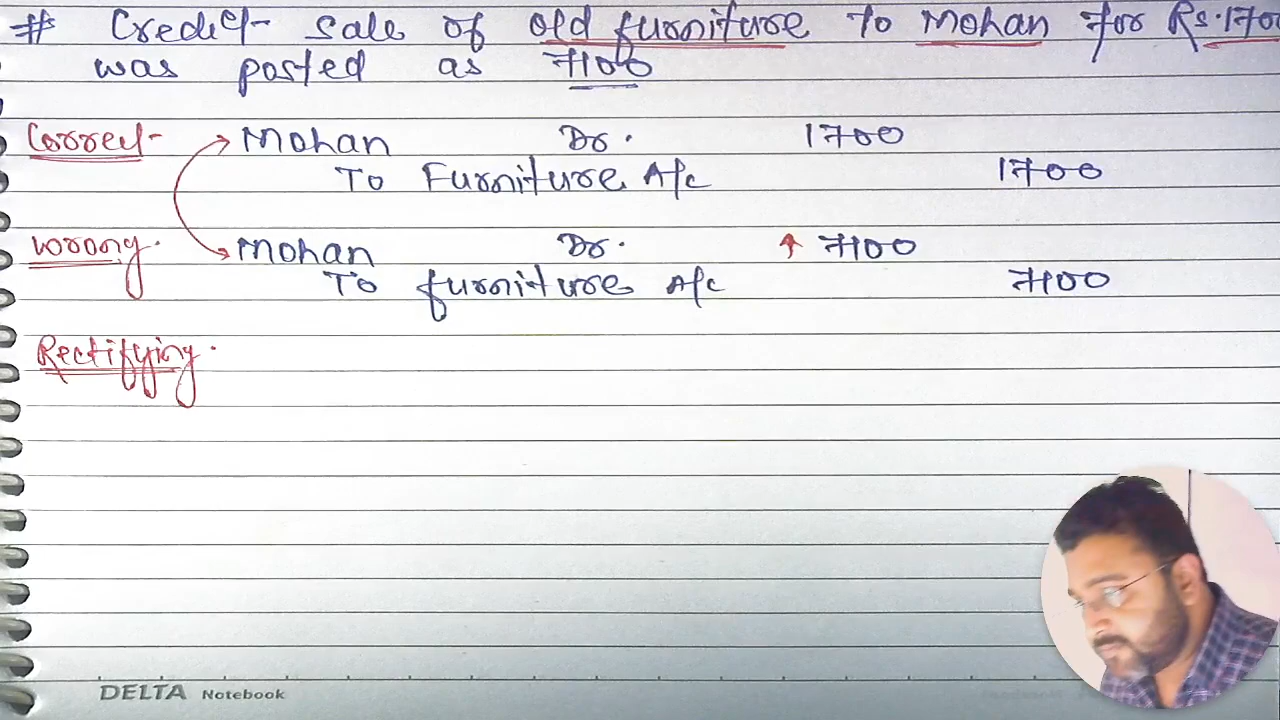 # Credit Sale of Old furniture To Mohan for Rs. 1700
was posted as 7100
Correct Mohan Dr. 1700
To Furniture A/c 1700
Wrong. Mohan Dr. 7100
To furniture A/c 7100
Rectifying.
DELTA Notebook